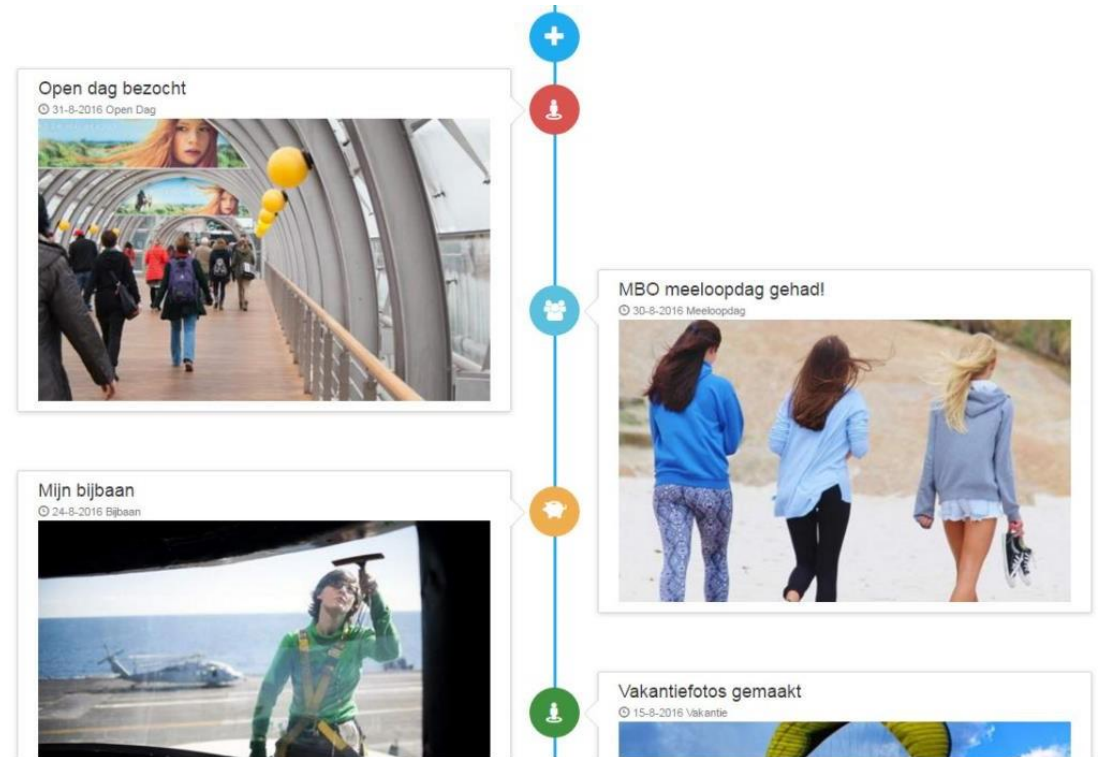 Open dag bezocht
31-8-2016 Open Dag
MBO meeloopdag gehad!
30-8-2016 Meeloopdag
Mijn bijbaan
24-8-2016 Bijbaan
Vakantiefotos gemaakt
15-8-2016 Vakantie